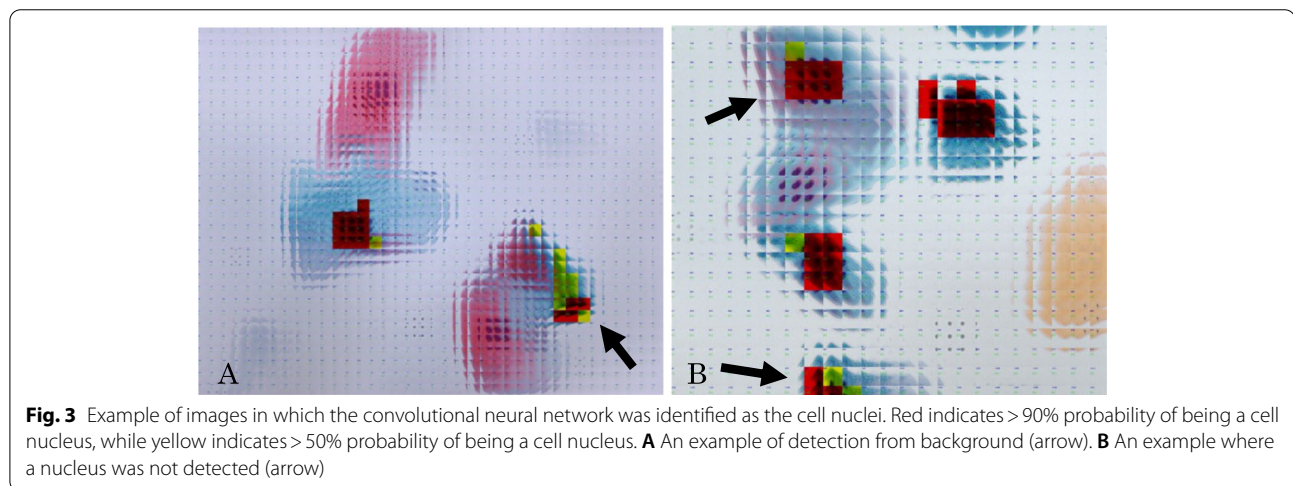 A
B
Fig. 3 Example of images in which the convolutional neural network was identified as the cell nuclei. Red indicates > 90% probability of being a cell
nucleus, while yellow indicates > 50% probability of being a cell nucleus. A An example of detection from background (arrow). B An example where
a nucleus was not detected (arrow)